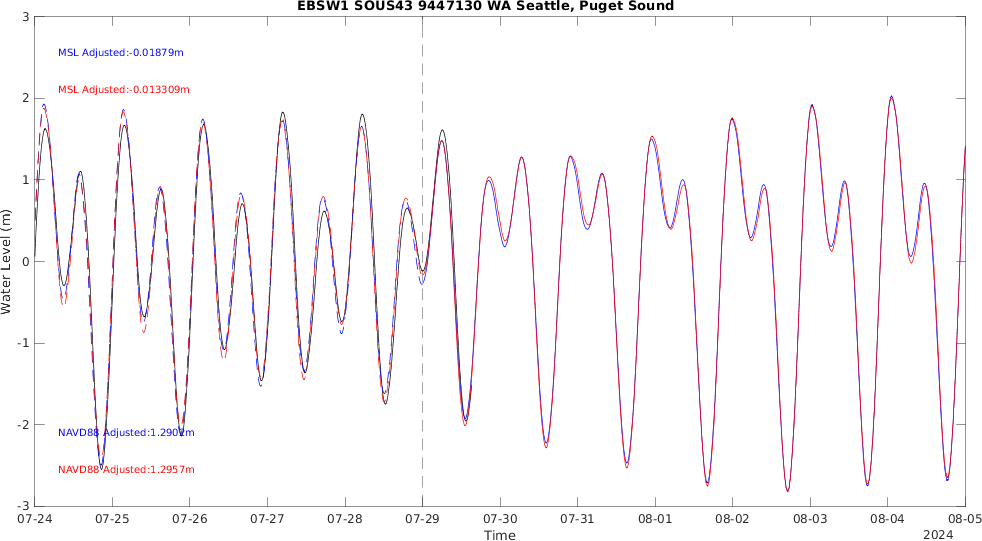 EBSW1 SOUS43 9447130 WA Seattle, Puget Sound
3
MSL Adjusted:-0.01879m
MSL Adjusted:-0.013309m
2
1
0
-1
-2
-3
Water Level (m)
NAVD88 Adjusted:1.2902m
NAVD88 Adjusted:1.2957m
07-24 07-25 07-26 07-27 07-28 07-29 07-30 07-31 08-01 08-02 08-03 08-04 08-05
Time
2024